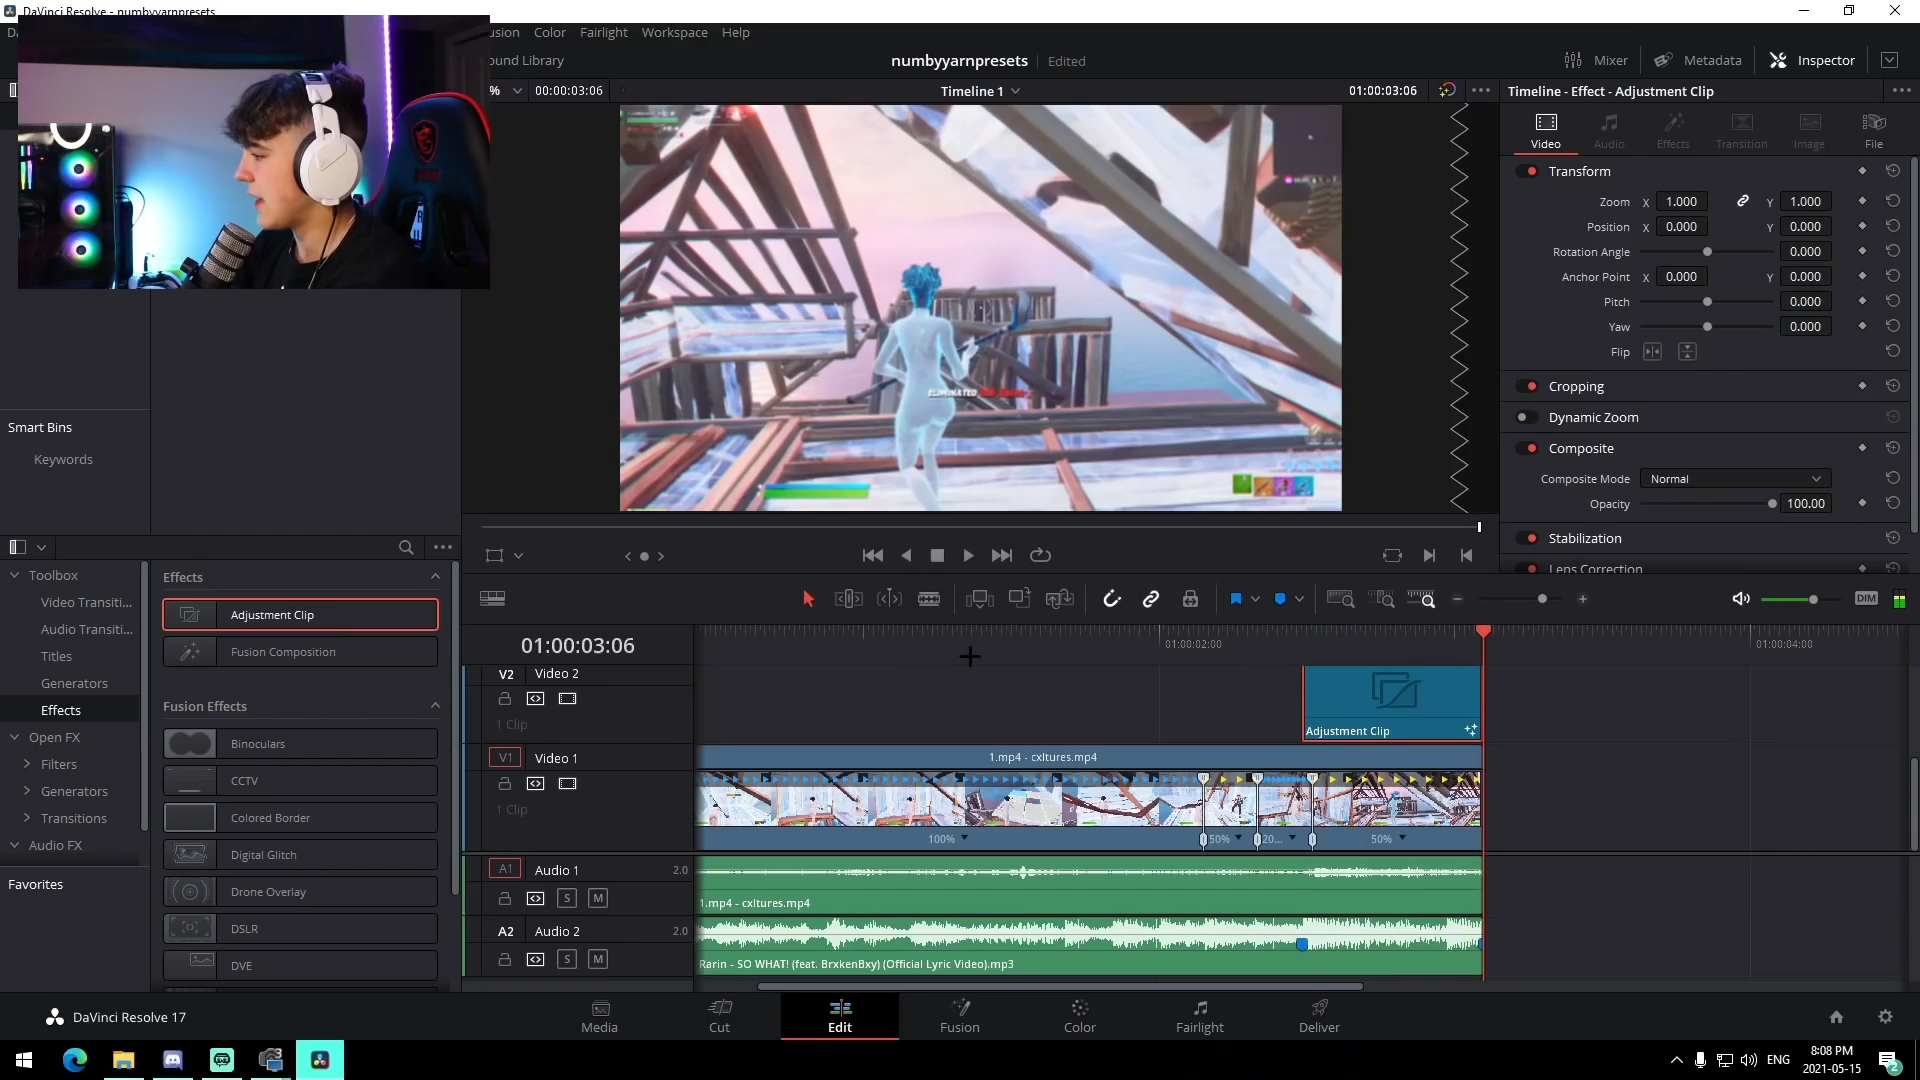 DaVinci Resolve - numbyyarnpresets
Da
usion Color Fairlight Workspace Help
ound Library
numbyyarnpresets Edited
Mixer Metadata Inspector
% 00:00:03:06
Timeline 1
01:00:03:06
Timeline - Effect - Adjustment Clip
Video Audio Effects Transition Image File
Transform
Zoom X 1.000 Y 1.000
Position X 0.000 Y 0.000
Rotation Angle 0.000
Anchor Point X 0.000 Y 0.000
Pitch 0.000
Yaw 0.000
Flip
Cropping
Dynamic Zoom
Composite
Composite Mode Normal
Opacity 100.00
Stabilization
Lens Correction
ELIMINATED
Smart Bins
Keywords
Toolbox
Video Transiti...
Audio Transiti...
Titles
Generators
Effects
Open FX
Filters
Generators
Transitions
Audio FX
Favorites
Effects
Adjustment Clip
Fusion Composition
Fusion Effects
Binoculars
CCTV
Colored Border
Digital Glitch
Drone Overlay
DSLR
DVE
DIM
01:00:03:06
01:00:02:00
01:00:04:00
V2 Video 2
1 Clip
Adjustment Clip
V1 Video 1
1 Clip
1.mp4 - cxltures.mp4
100% 50% 20... 50%
A1 Audio 1 2.0
S M
1.mp4 - cxltures.mp4
A2 Audio 2 2.0
S M
Rarin - SO WHAT! (feat. BrxkenBxy) (Official Lyric Video).mp3
DaVinci Resolve 17
Media Cut Edit Fusion Color Fairlight Deliver
ENG
8:08 PM
2021-05-15
2